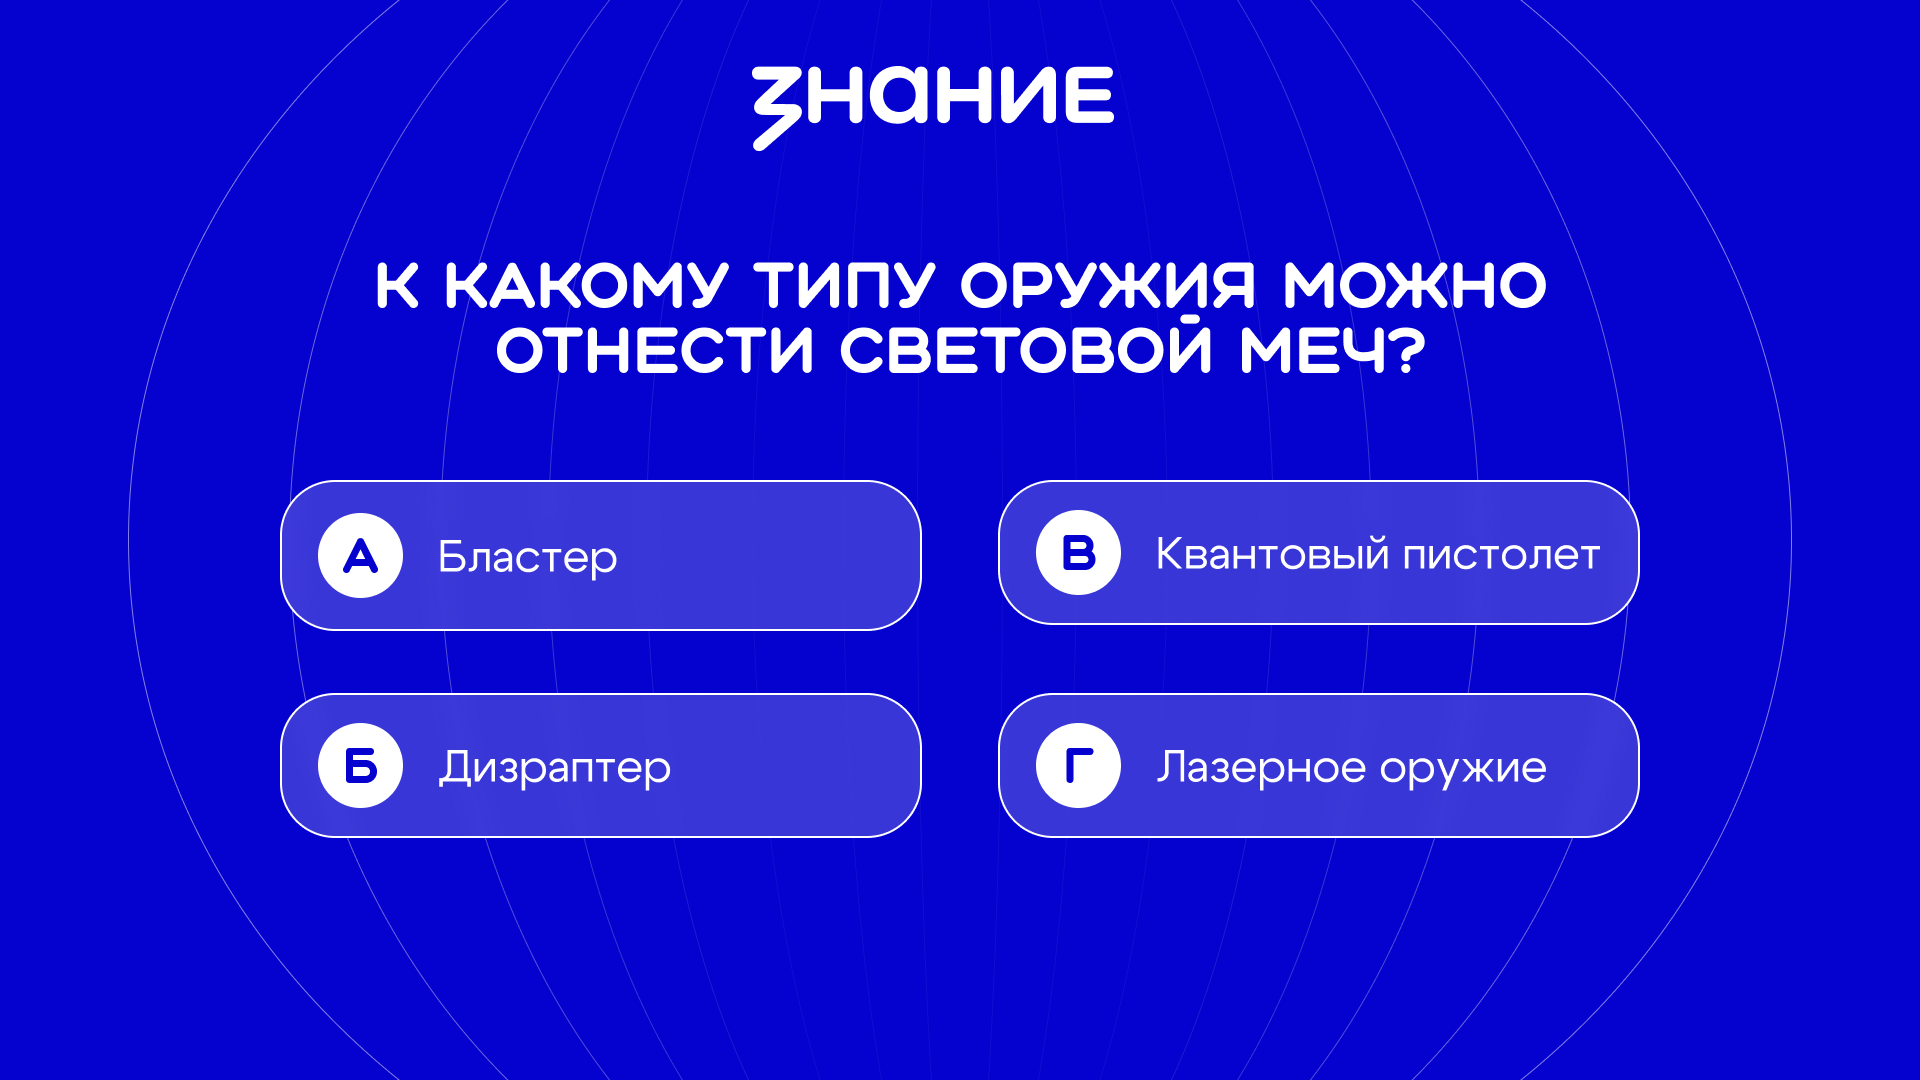 ЗНАНИЕ
К КАКОМУ ТИПУ ОРУЖИЯ МОЖНО
ОТНЕСТИ СВЕТОВОЙ МЕЧ?
А Бластер
В Квантовый пистолет
Б Дизраптер
Г Лазерное оружие